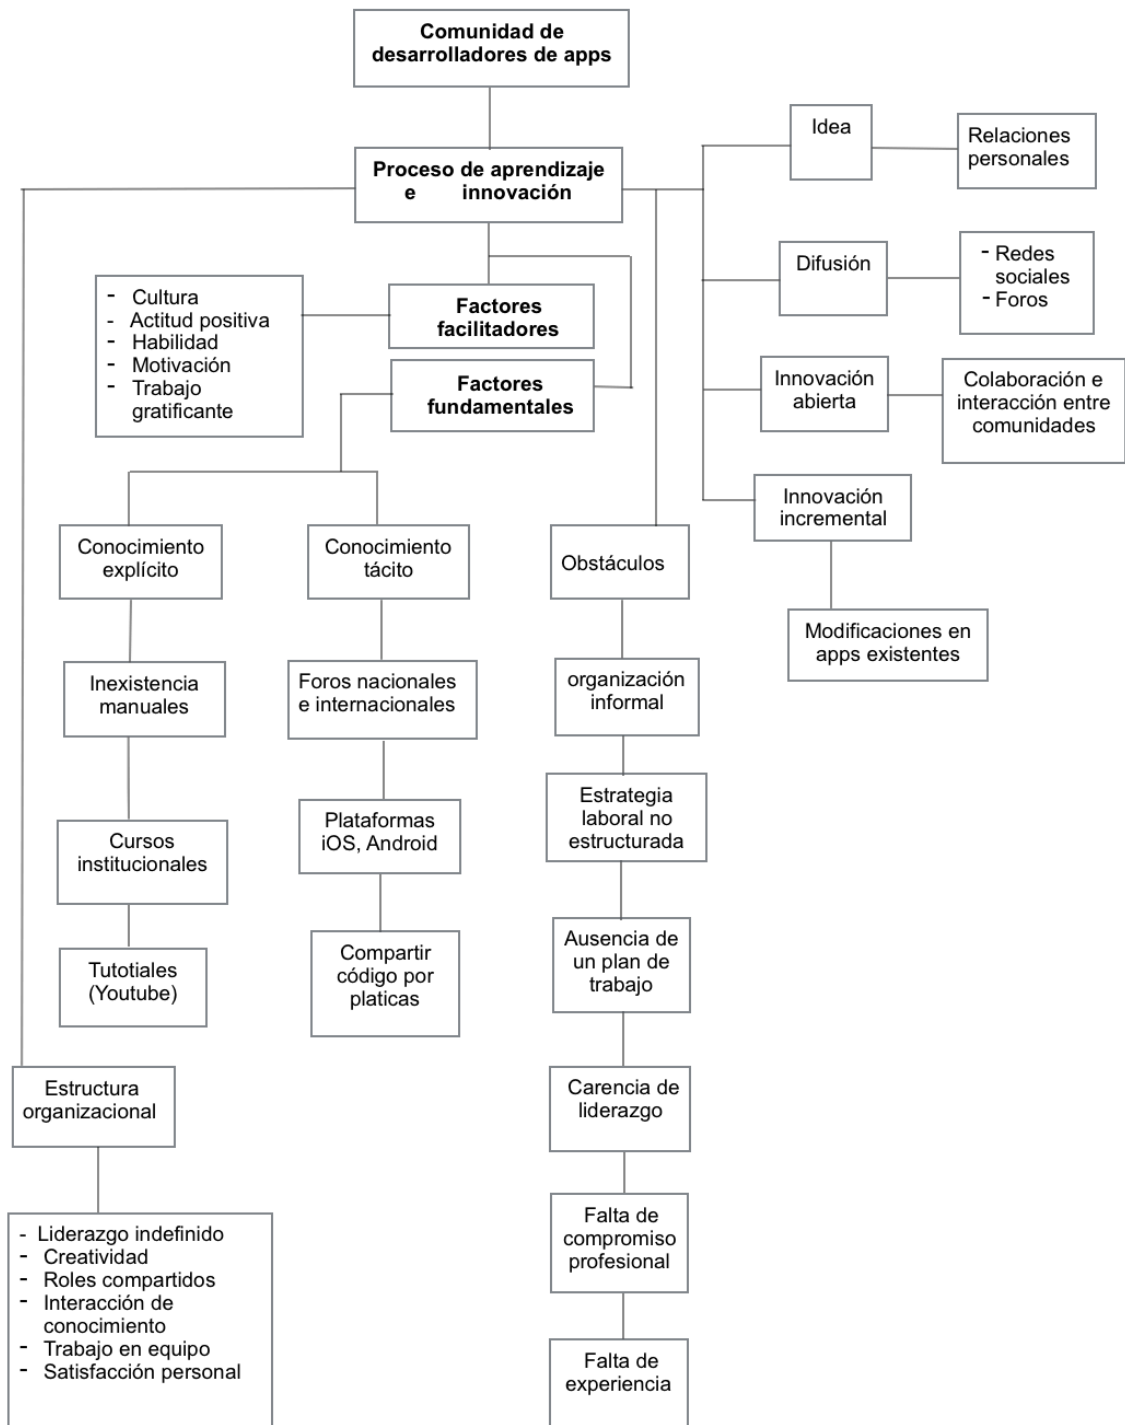 Comunidad de
desarrolladores de apps
Proceso de aprendizaje
e innovación
Idea
Relaciones
personales
Difusión
- Redes
sociales
- Foros
Innovación
abierta
Colaboración e
interacción entre
comunidades
Innovación
incremental
Modificaciones en
apps existentes
Factores
facilitadores
- Cultura
- Actitud positiva
- Habilidad
- Motivación
- Trabajo
gratificante
Factores
fundamentales
Conocimiento
explícito
Inexistencia
manuales
Cursos
institucionales
Tutotiales
(Youtube)
Conocimiento
tácito
Foros nacionales
e internacionales
Plataformas
iOS, Android
Compartir
código por
platicas
Obstáculos
organización
informal
Estrategia
laboral no
estructurada
Ausencia de
un plan de
trabajo
Carencia de
liderazgo
Falta de
compromiso
profesional
Falta de
experiencia
Estructura
organizacional
- Liderazgo indefinido
- Creatividad
- Roles compartidos
- Interacción de
conocimiento
- Trabajo en equipo
- Satisfacción personal